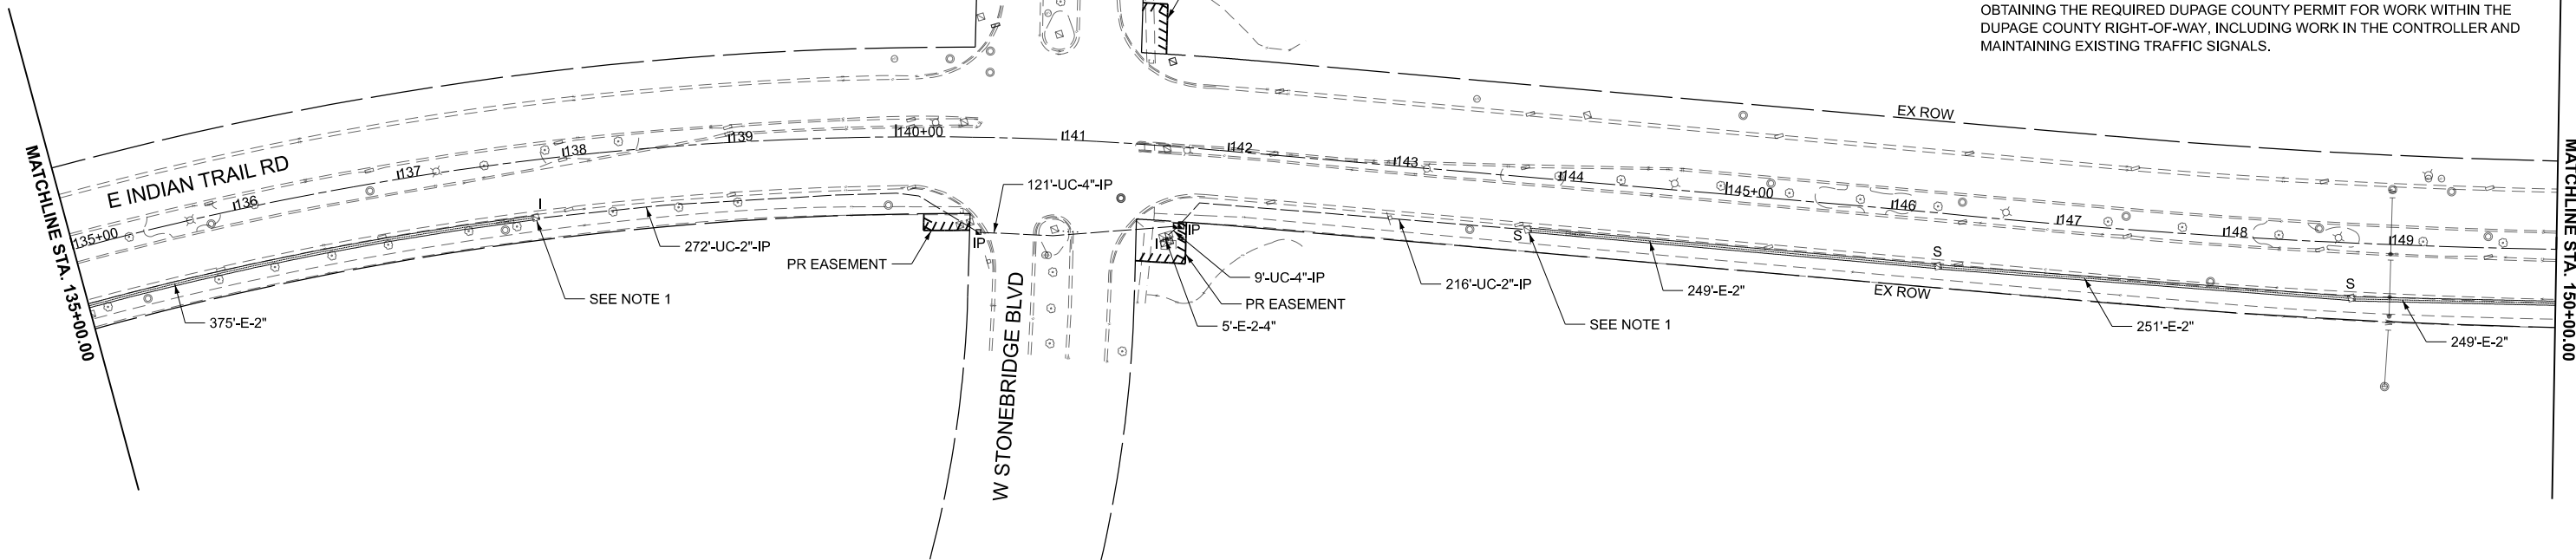 OBTAINING THE REQUIRED DUPAGE COUNTY PERMIT FOR WORK WITHIN THE
DUPAGE COUNTY RIGHT-OF-WAY, INCLUDING WORK IN THE CONTROLLER AND
MAINTAINING EXISTING TRAFFIC SIGNALS.
MATCHLINE STA. 135+00.00
E INDIAN TRAIL RD
135+00
136
137
138
139
140+00
141
142
143
144
145+00
146
147
148
149
EX ROW
MATCHLINE STA. 150+00.00
121'-UC-4"-IP
I
272'-UC-2"-IP
PR EASEMENT
IP
I
IP
SEE NOTE 1
375'-E-2"
W STONEBRIDGE BLVD
9'-UC-4"-IP
PR EASEMENT
5'-E-2-4"
216'-UC-2"-IP
S
SEE NOTE 1
249'-E-2"
S
EX ROW
251'-E-2"
S
249'-E-2"